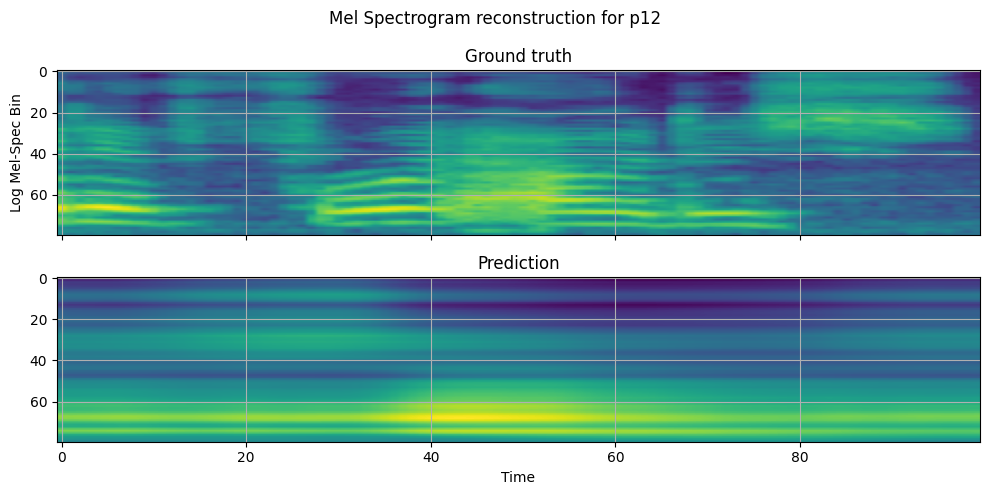 Mel Spectrogram reconstruction for p12
Ground truth
0
20
40
60
Log Mel-Spec Bin
Prediction
0
20
40
60
0 20 40 60 80
Time